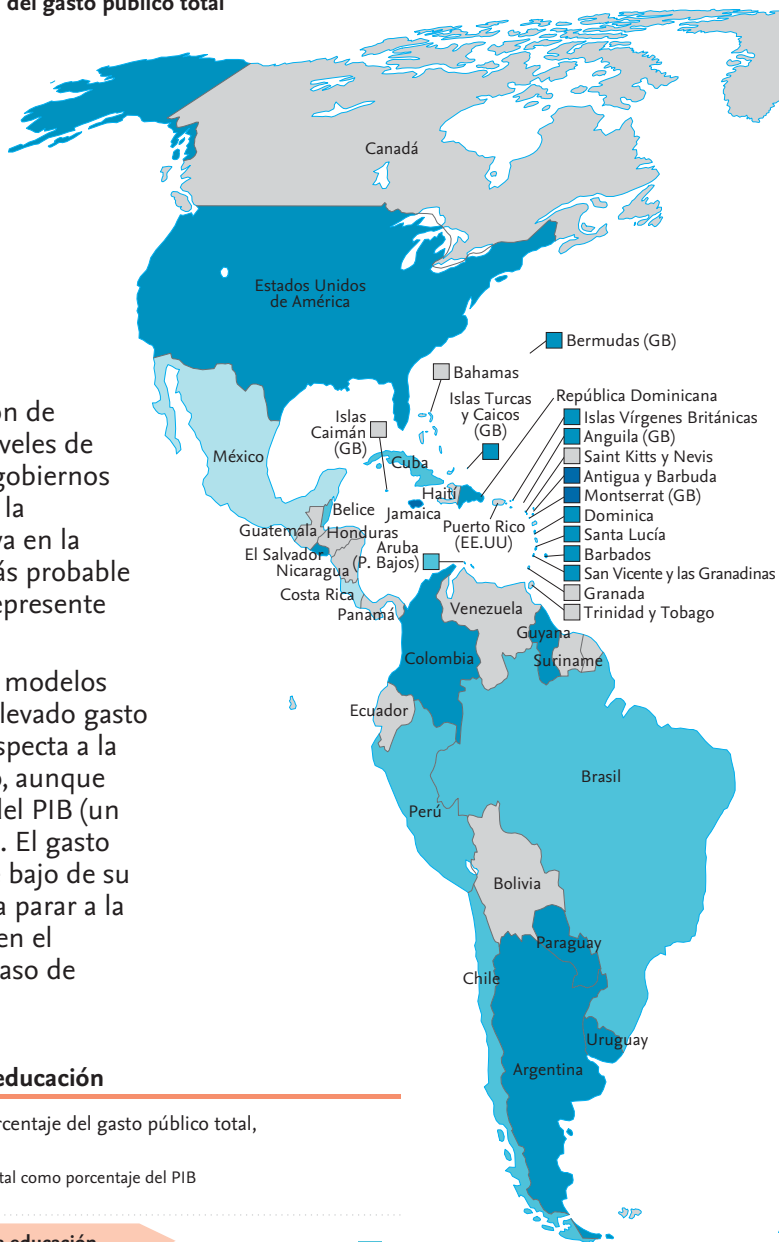 del gasto público total
Canadá
Estados Unidos
de América
Bermudas (GB)
Bahamas
Islas Turcas
y Caicos
(GB)
República Dominicana
Islas Vírgenes Británicas
Anguila (GB)
Saint Kitts y Nevis
Antigua y Barbuda
Montserrat (GB)
Dominica
Santa Lucía
Barbados
San Vicente y las Granadinas
Granada
Trinidad y Tobago
Islas
Caimán
(GB)
México
Cuba
Haití
Belice
Jamaica
Puerto Rico
(EE.UU)
Guatemala
Honduras
El Salvador
Nicaragua
Aruba
(P. Bajos)
Costa Rica
Panamá
Venezuela
Guyana
Suriname
Colombia
Ecuador
Brasil
Perú
Bolivia
Paraguay
Chile
Uruguay
Argentina
ón de
veles de
gobiernos
la
va en la
ás probable
epresente
modelos
levado gasto
specta a la
o, aunque
del PIB (un
. El gasto
bajo de su
a parar a la
en el
aso de
educación
rcentaje del gasto público total,
tal como porcentaje del PIB